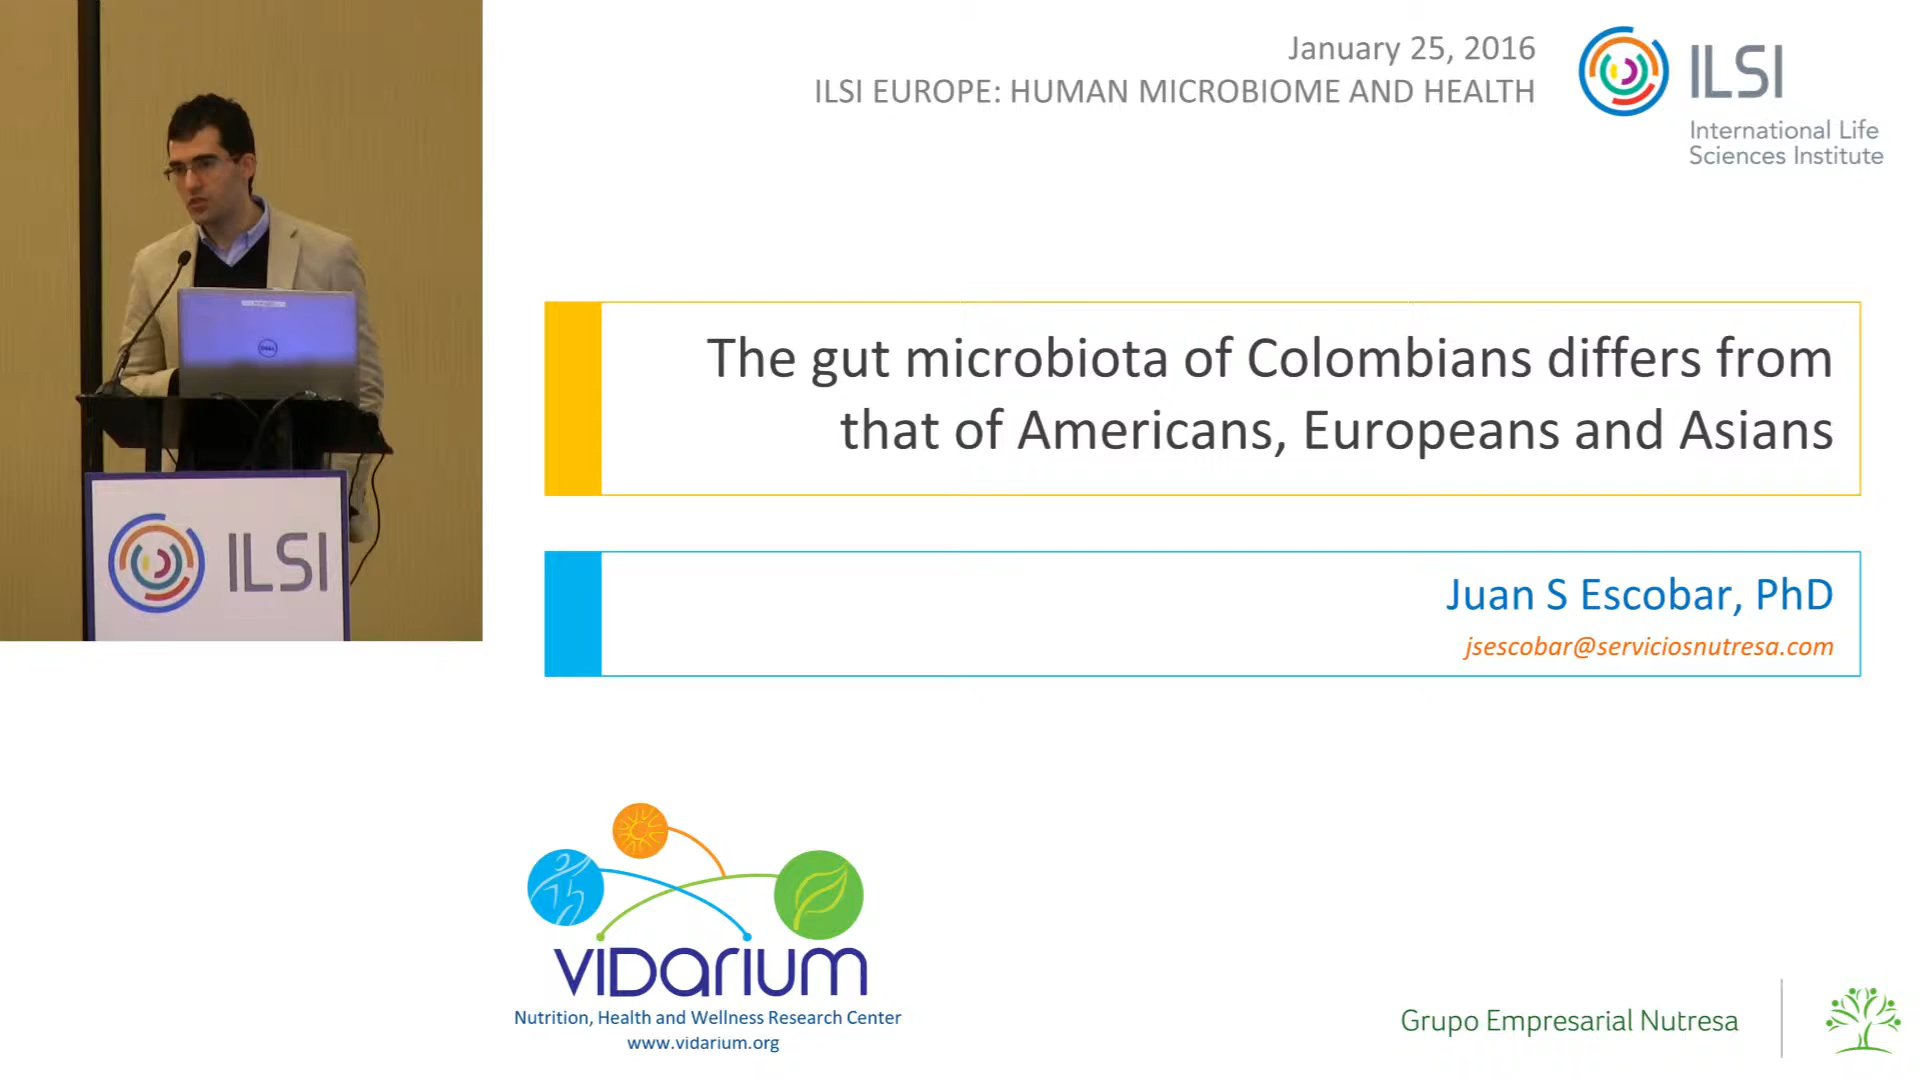 January 25, 2016
ILSI EUROPE: HUMAN MICROBIOME AND HEALTH
ILSI
International Life
Sciences Institute
The gut microbiota of Colombians differs from
that of Americans, Europeans and Asians
Juan S Escobar, PhD
jsescobar@serviciosnutresa.com
DELL
ILSI
VIDarIUM
Nutrition, Health and Wellness Research Center
www.vidarium.org
Grupo Empresarial Nutresa